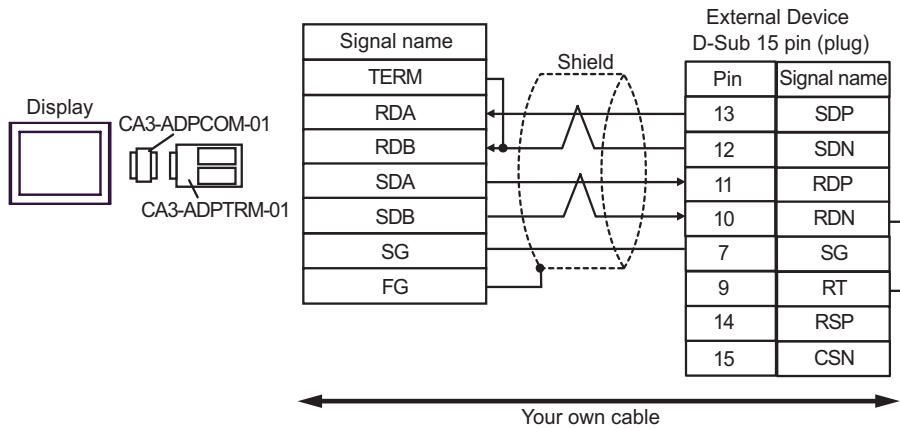 External Device
D-Sub 15 pin (plug)
Signal name
Shield
Pin Signal name
TERM
RDA
RDB
SDA
SDB
SG
FG
13 SDP
12 SDN
11 RDP
10 RDN
7 SG
9 RT
14 RSP
15 CSN
Display
CA3-ADPCOM-01
CA3-ADPTRM-01
Your own cable